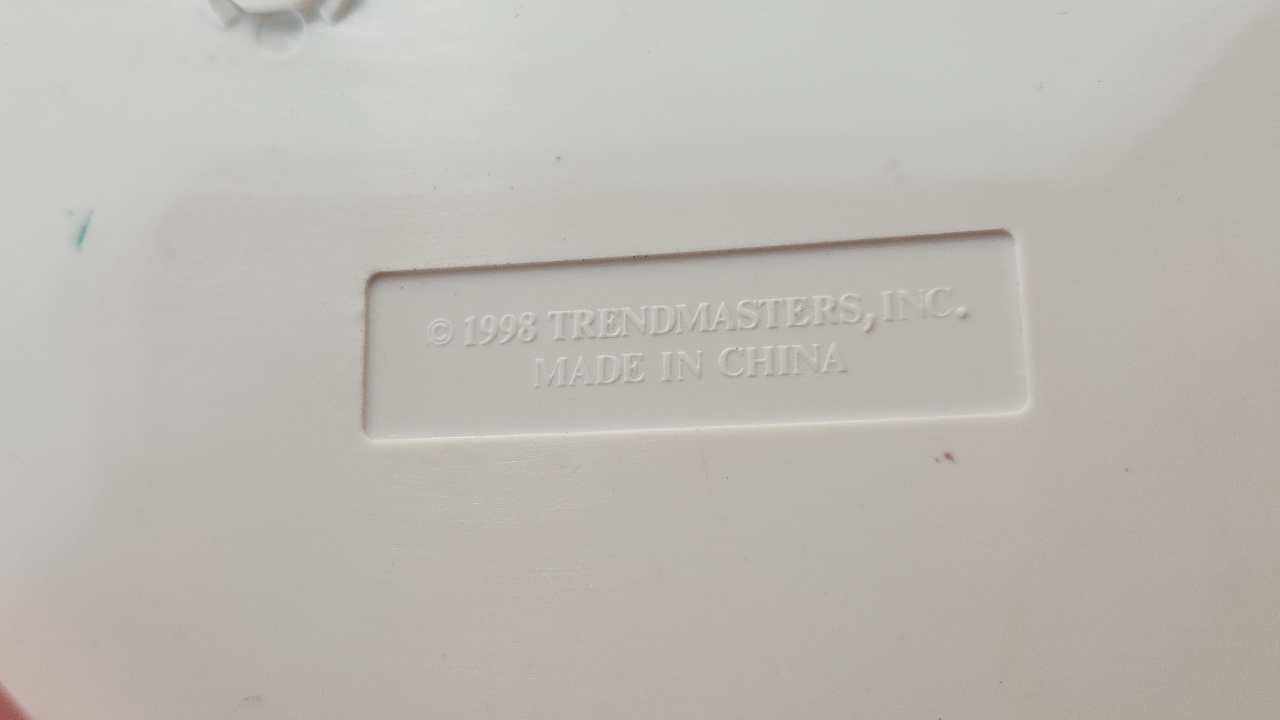 © 1998 TRENDMASTERS, INC.
MADE IN CHINA